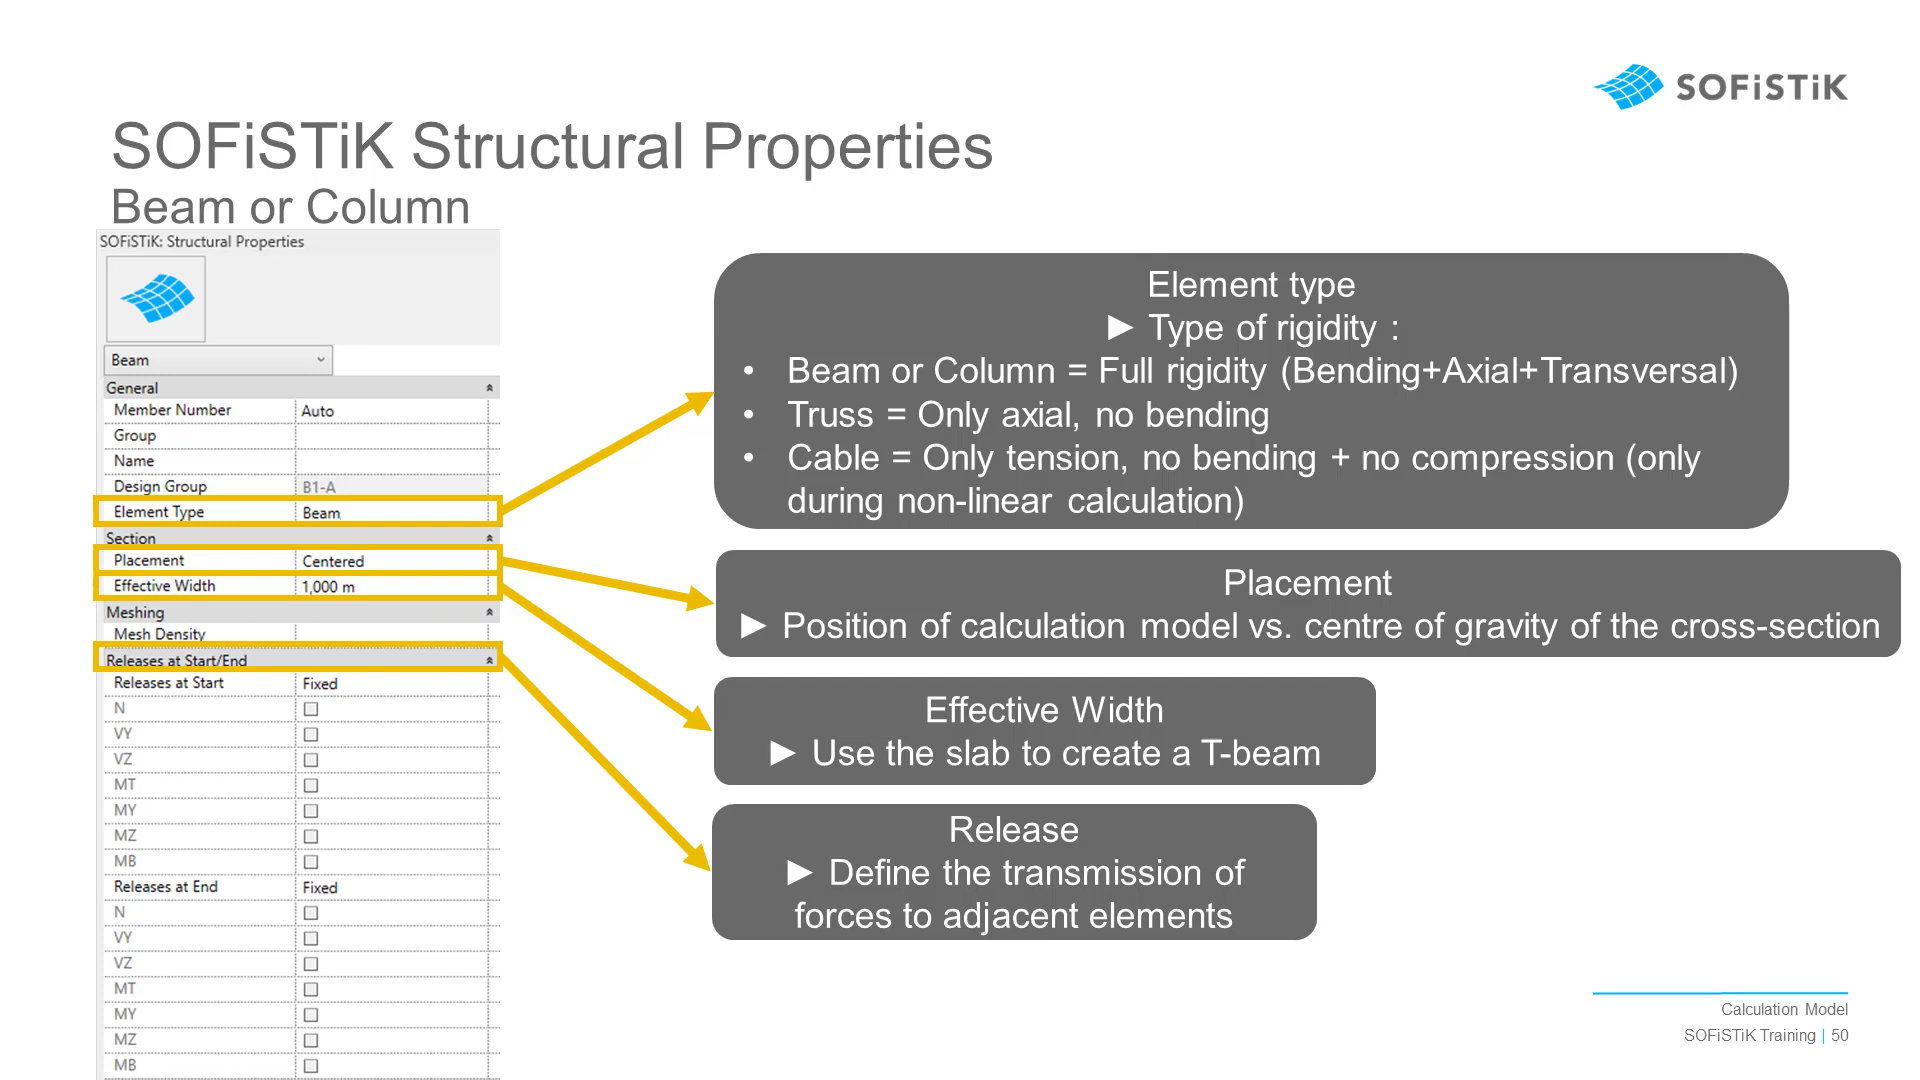 SOFiSTiK
SOFiSTiK Structural Properties
Beam or Column
SOFiSTiK: Structural Properties
Beam
General
Member Number Auto
Group
Name
Design Group B1-A
Element Type Beam
Section
Placement Centered
Effective Width 1,000 m
Meshing
Mesh Density
Releases at Start/End
Releases at Start Fixed
N
VY
VZ
MT
MY
MZ
MB
Releases at End Fixed
N
VY
VZ
MT
MY
MZ
MB
Element type
► Type of rigidity :
• Beam or Column = Full rigidity (Bending+Axial+Transversal)
• Truss = Only axial, no bending
• Cable = Only tension, no bending + no compression (only
during non-linear calculation)
Placement
► Position of calculation model vs. centre of gravity of the cross-section
Effective Width
► Use the slab to create a T-beam
Release
► Define the transmission of
forces to adjacent elements
Calculation Model
SOFiSTiK Training | 50